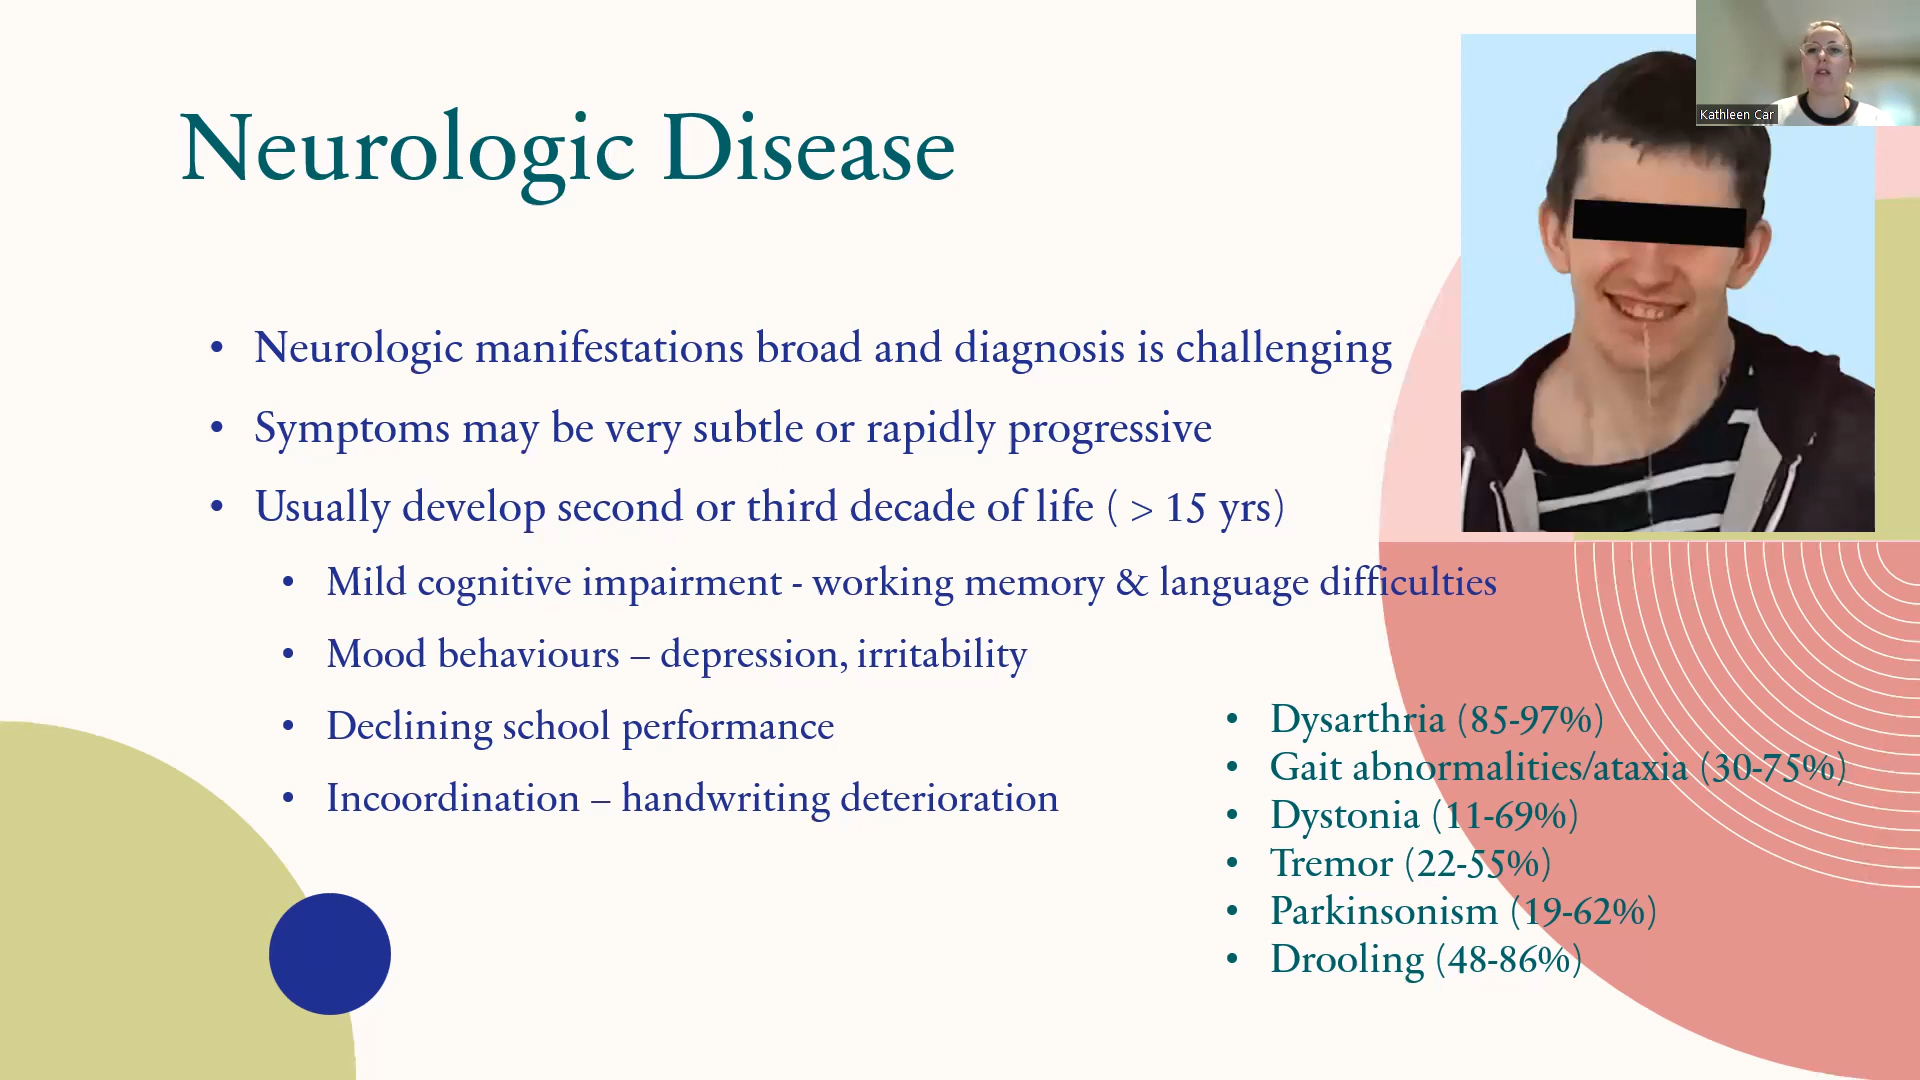 Kathleen Car
Neurologic Disease
• Neurologic manifestations broad and diagnosis is challenging
• Symptoms may be very subtle or rapidly progressive
• Usually develop second or third decade of life ( > 15 yrs)
• Mild cognitive impairment - working memory & language difficulties
• Mood behaviours – depression, irritability
• Declining school performance
• Incoordination – handwriting deterioration
• Dysarthria (85-97%)
• Gait abnormalities/ataxia (30-75%)
• Dystonia (11-69%)
• Tremor (22-55%)
• Parkinsonism (19-62%)
• Drooling (48-86%)